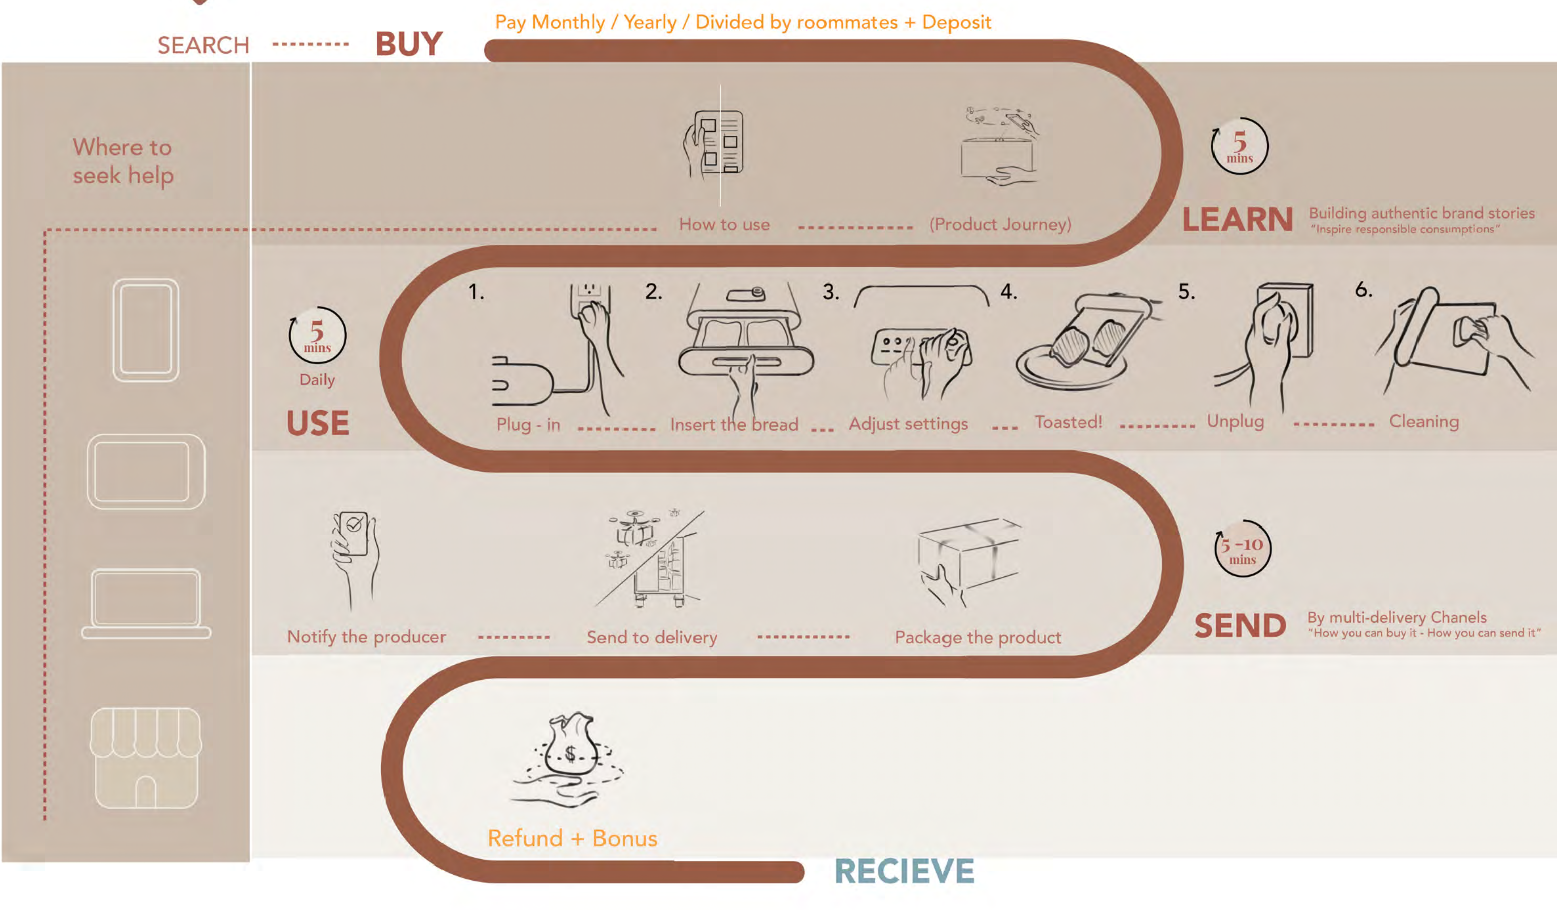 Pay Monthly / Yearly / Divided by roommates + Deposit
SEARCH
BUY
Where to
seek help
How to use
(Product Journey)
5
mins
LEARN
Building authentic brand stories
"Inspire responsible consumptions"
5
mins
Daily
USE
1.
2.
3.
4.
5.
6.
Plug - in
Insert the bread
Adjust settings
Toasted!
Unplug
Cleaning
Notify the producer
Send to delivery
Package the product
5 -10
mins
SEND
By multi-delivery Chanels
"How you can buy it - How you can send it"
$
Refund + Bonus
RECIEVE